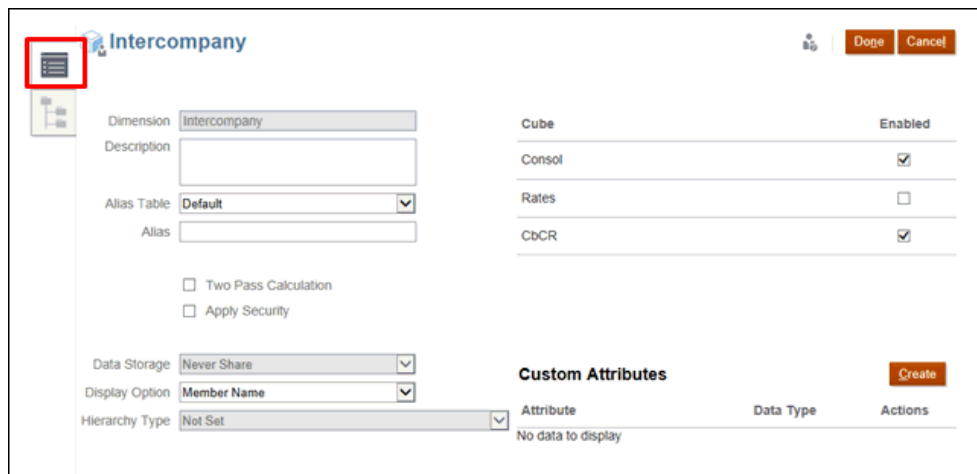 Intercompany
Done Cancel
Dimension Intercompany
Description
Alias Table Default
Alias
Two Pass Calculation
Apply Security
Data Storage Never Share
Display Option Member Name
Hierarchy Type Not Set
Cube Enabled
Consol
Rates
CbCR
Custom Attributes
Create
Attribute Data Type Actions
No data to display